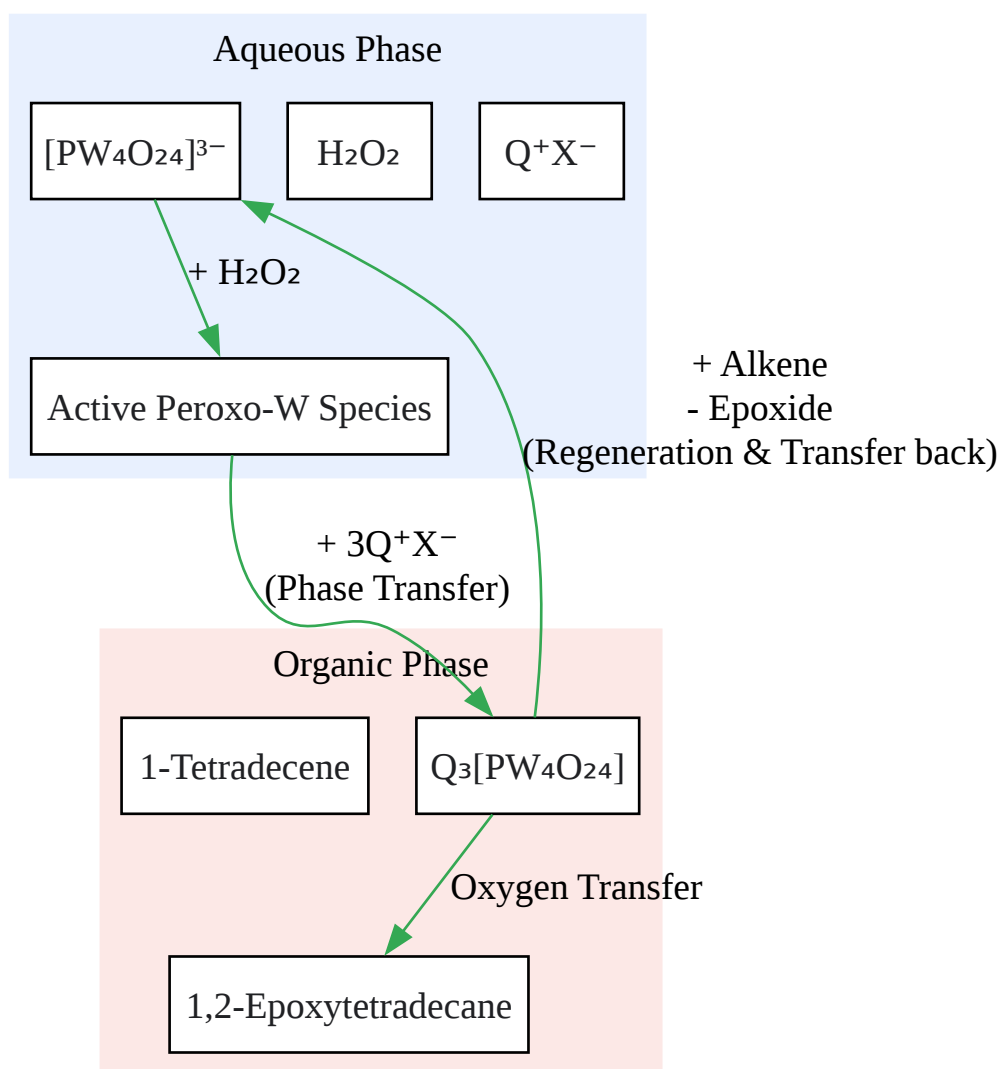 Aqueous Phase
[PW₄O₂₄]³⁻
H₂O₂
Q⁺X⁻
+ H₂O₂
Active Peroxo-W Species
+ Alkene
- Epoxide
(Regeneration & Transfer back)
+ 3Q⁺X⁻
(Phase Transfer)
Organic Phase
1-Tetradecene
Q₃[PW₄O₂₄]
Oxygen Transfer
1,2-Epoxytetradecane